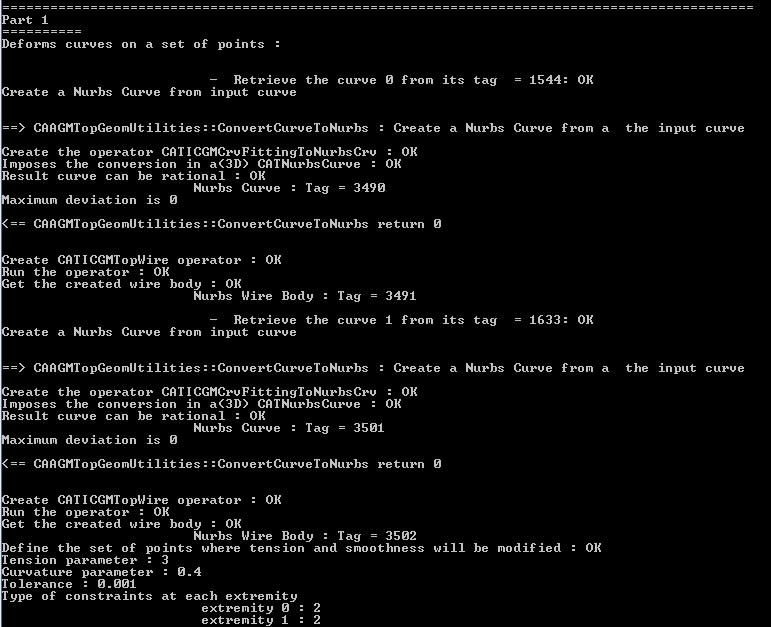 ==============================================================================================
Part 1
==========
Deforms curves on a set of points :
- Retrieve the curve 0 from its tag = 1544: OK
Create a Nurbs Curve from input curve
==> CAAGMTopGeomUtilities::ConvertCurveToNurbs : Create a Nurbs Curve from a the input curve
Create the operator CATICGMCrvFittingToNurbsCrv : OK
Imposes the conversion in a(3D) CATNurbsCurve : OK
Result curve can be rational : OK
Nurbs Curve : Tag = 3490
Maximum deviation is 0
<== CAAGMTopGeomUtilities::ConvertCurveToNurbs return 0
Create CATICGMTopWire operator : OK
Run the operator : OK
Get the created wire body : OK
Nurbs Wire Body : Tag = 3491
- Retrieve the curve 1 from its tag = 1633: OK
Create a Nurbs Curve from input curve
==> CAAGMTopGeomUtilities::ConvertCurveToNurbs : Create a Nurbs Curve from a the input curve
Create the operator CATICGMCrvFittingToNurbsCrv : OK
Imposes the conversion in a(3D) CATNurbsCurve : OK
Result curve can be rational : OK
Nurbs Curve : Tag = 3501
Maximum deviation is 0
<== CAAGMTopGeomUtilities::ConvertCurveToNurbs return 0
Create CATICGMTopWire operator : OK
Run the operator : OK
Get the created wire body : OK
Nurbs Wire Body : Tag = 3502
Define the set of points where tension and smoothness will be modified : OK
Tension parameter : 3
Curvature parameter : 0.4
Tolerance : 0.001
Type of constraints at each extremity
extremity 0 : 2
extremity 1 : 2